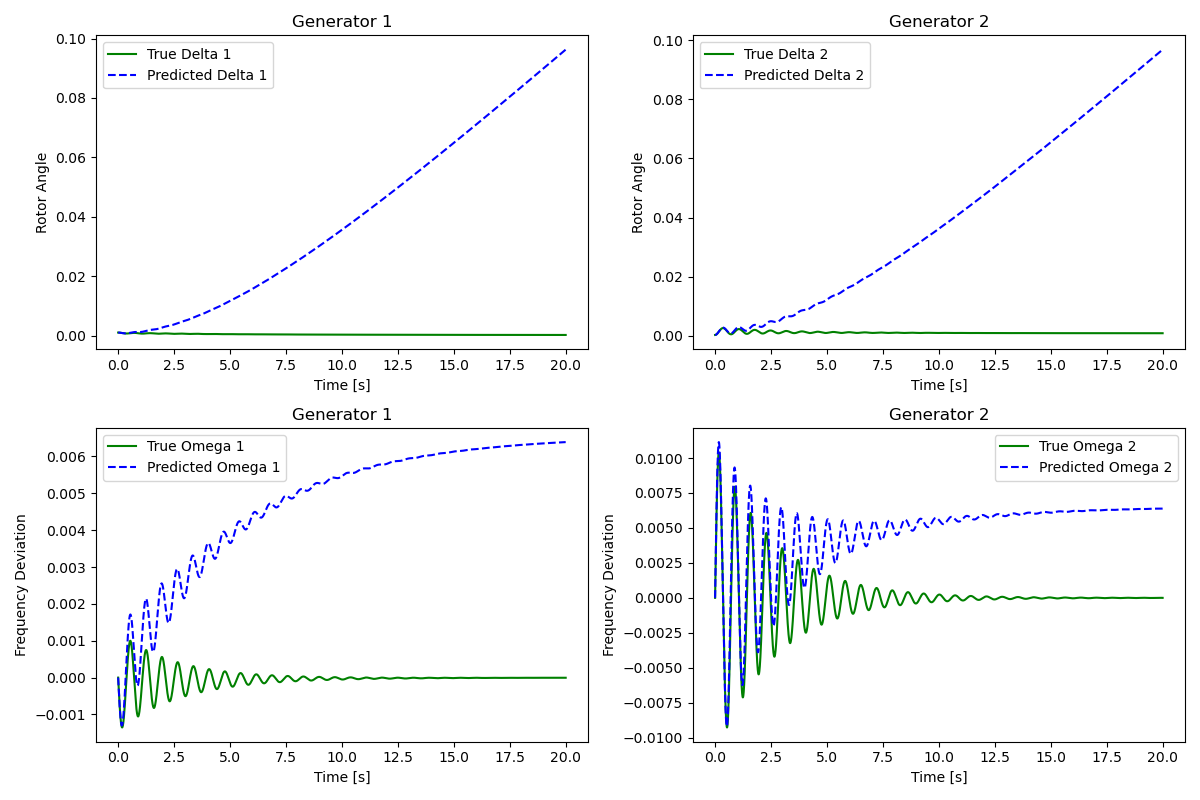 Generator 1
True Delta 1
Predicted Delta 1
Rotor Angle
0.10
0.08
0.06
0.04
0.02
0.00
0.0 2.5 5.0 7.5 10.0 12.5 15.0 17.5 20.0
Time [s]
Generator 2
True Delta 2
Predicted Delta 2
Rotor Angle
0.10
0.08
0.06
0.04
0.02
0.00
0.0 2.5 5.0 7.5 10.0 12.5 15.0 17.5 20.0
Time [s]
Generator 1
True Omega 1
Predicted Omega 1
Frequency Deviation
0.006
0.005
0.004
0.003
0.002
0.001
0.000
−0.001
0.0 2.5 5.0 7.5 10.0 12.5 15.0 17.5 20.0
Time [s]
Generator 2
True Omega 2
Predicted Omega 2
Frequency Deviation
0.0100
0.0075
0.0050
0.0025
0.0000
−0.0025
−0.0050
−0.0075
−0.0100
0.0 2.5 5.0 7.5 10.0 12.5 15.0 17.5 20.0
Time [s]